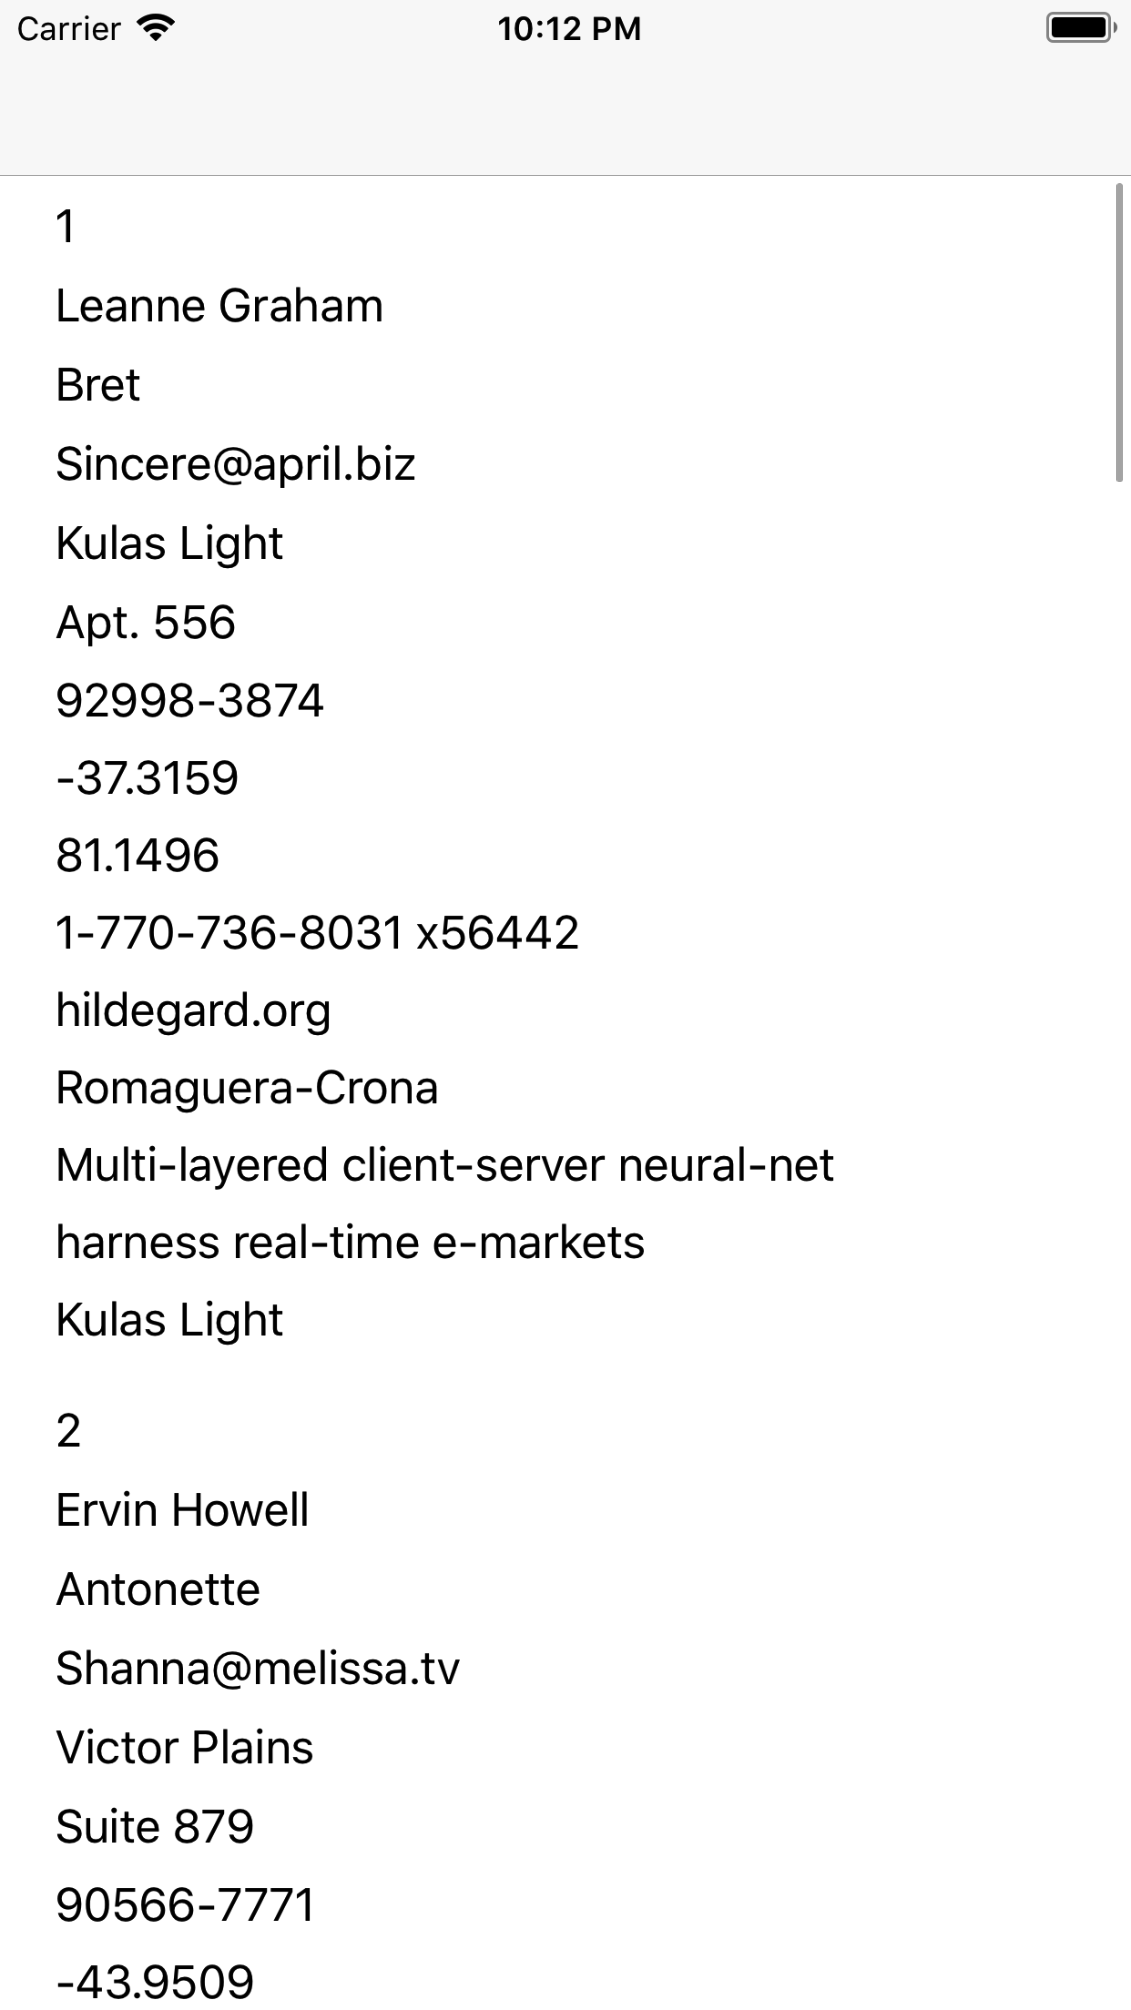 Carrier 10:12 PM
1
Leanne Graham
Bret
Sincere@april.biz
Kulas Light
Apt. 556
92998-3874
-37.3159
81.1496
1-770-736-8031 x56442
hildegard.org
Romaguera-Crona
Multi-layered client-server neural-net
harness real-time e-markets
Kulas Light
2
Ervin Howell
Antonette
Shanna@melissa.tv
Victor Plains
Suite 879
90566-7771
-43.9509